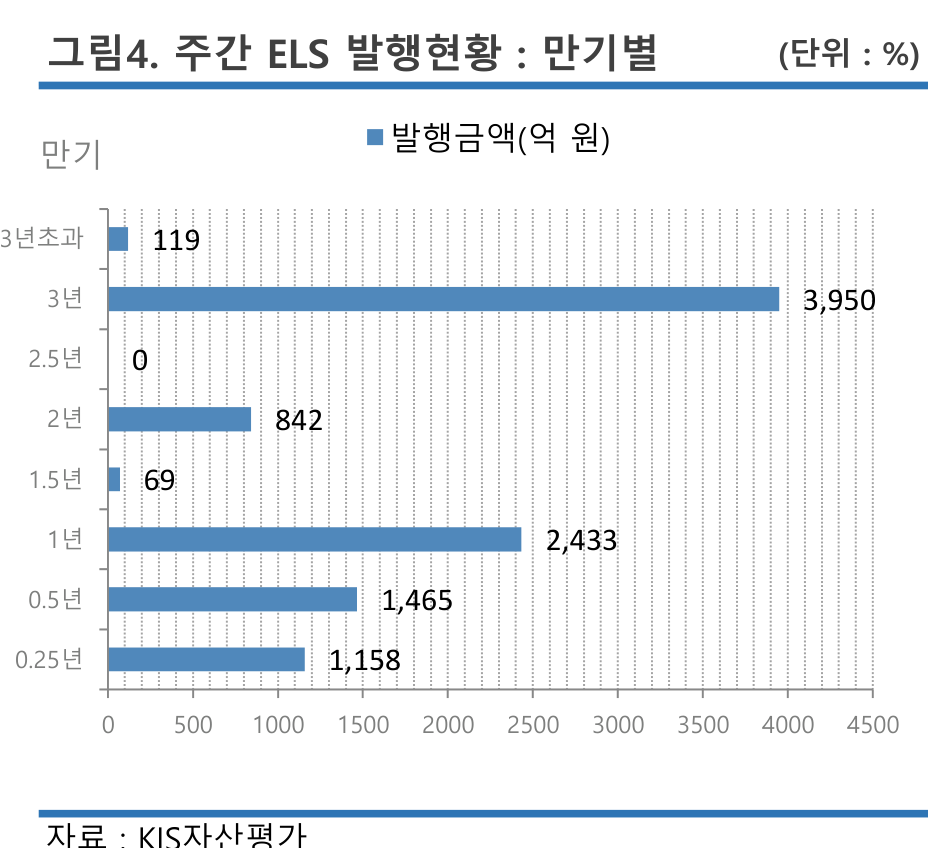 그림4. 주간 ELS 발행현황 : 만기별 (단위 : %)
발행금액(억 원)
만기
3년초과 119
3년 3,950
2.5년 0
2년 842
1.5년 69
1년 2,433
0.5년 1,465
0.25년 1,158
0 500 1000 1500 2000 2500 3000 3500 4000 4500
자료 : KIS자산평가